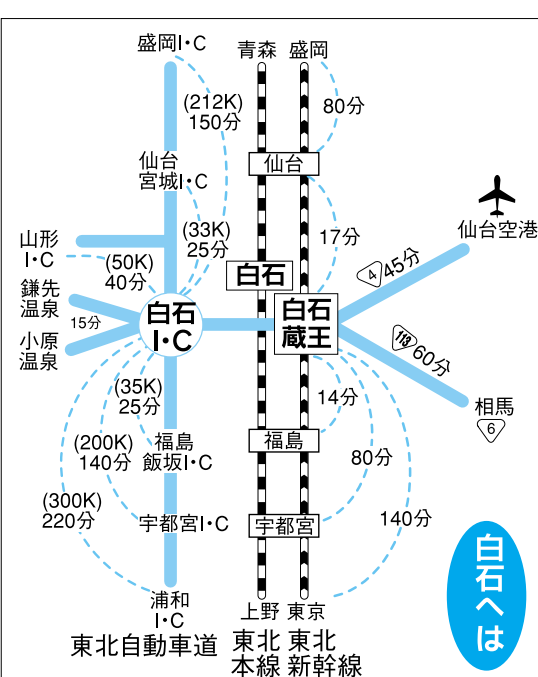 盛岡I・C
青森
盛岡
(212K)
150分
80分
仙台
仙台
宮城I・C
仙台空港
(33K)
25分
17分
山形
I・C
(50K)
40分
白石
4
45分
鎌先
温泉
15分
白石
I・C
白石
蔵王
小原
温泉
113
60分
(35K)
25分
14分
相馬
6
(200K)
140分
福島
飯坂I・C
福島
80分
(300K)
220分
宇都宮I・C
宇都宮
140分
浦和
I・C
上野
東京
東北自動車道
東北
本線
東北
新幹線
白石へは